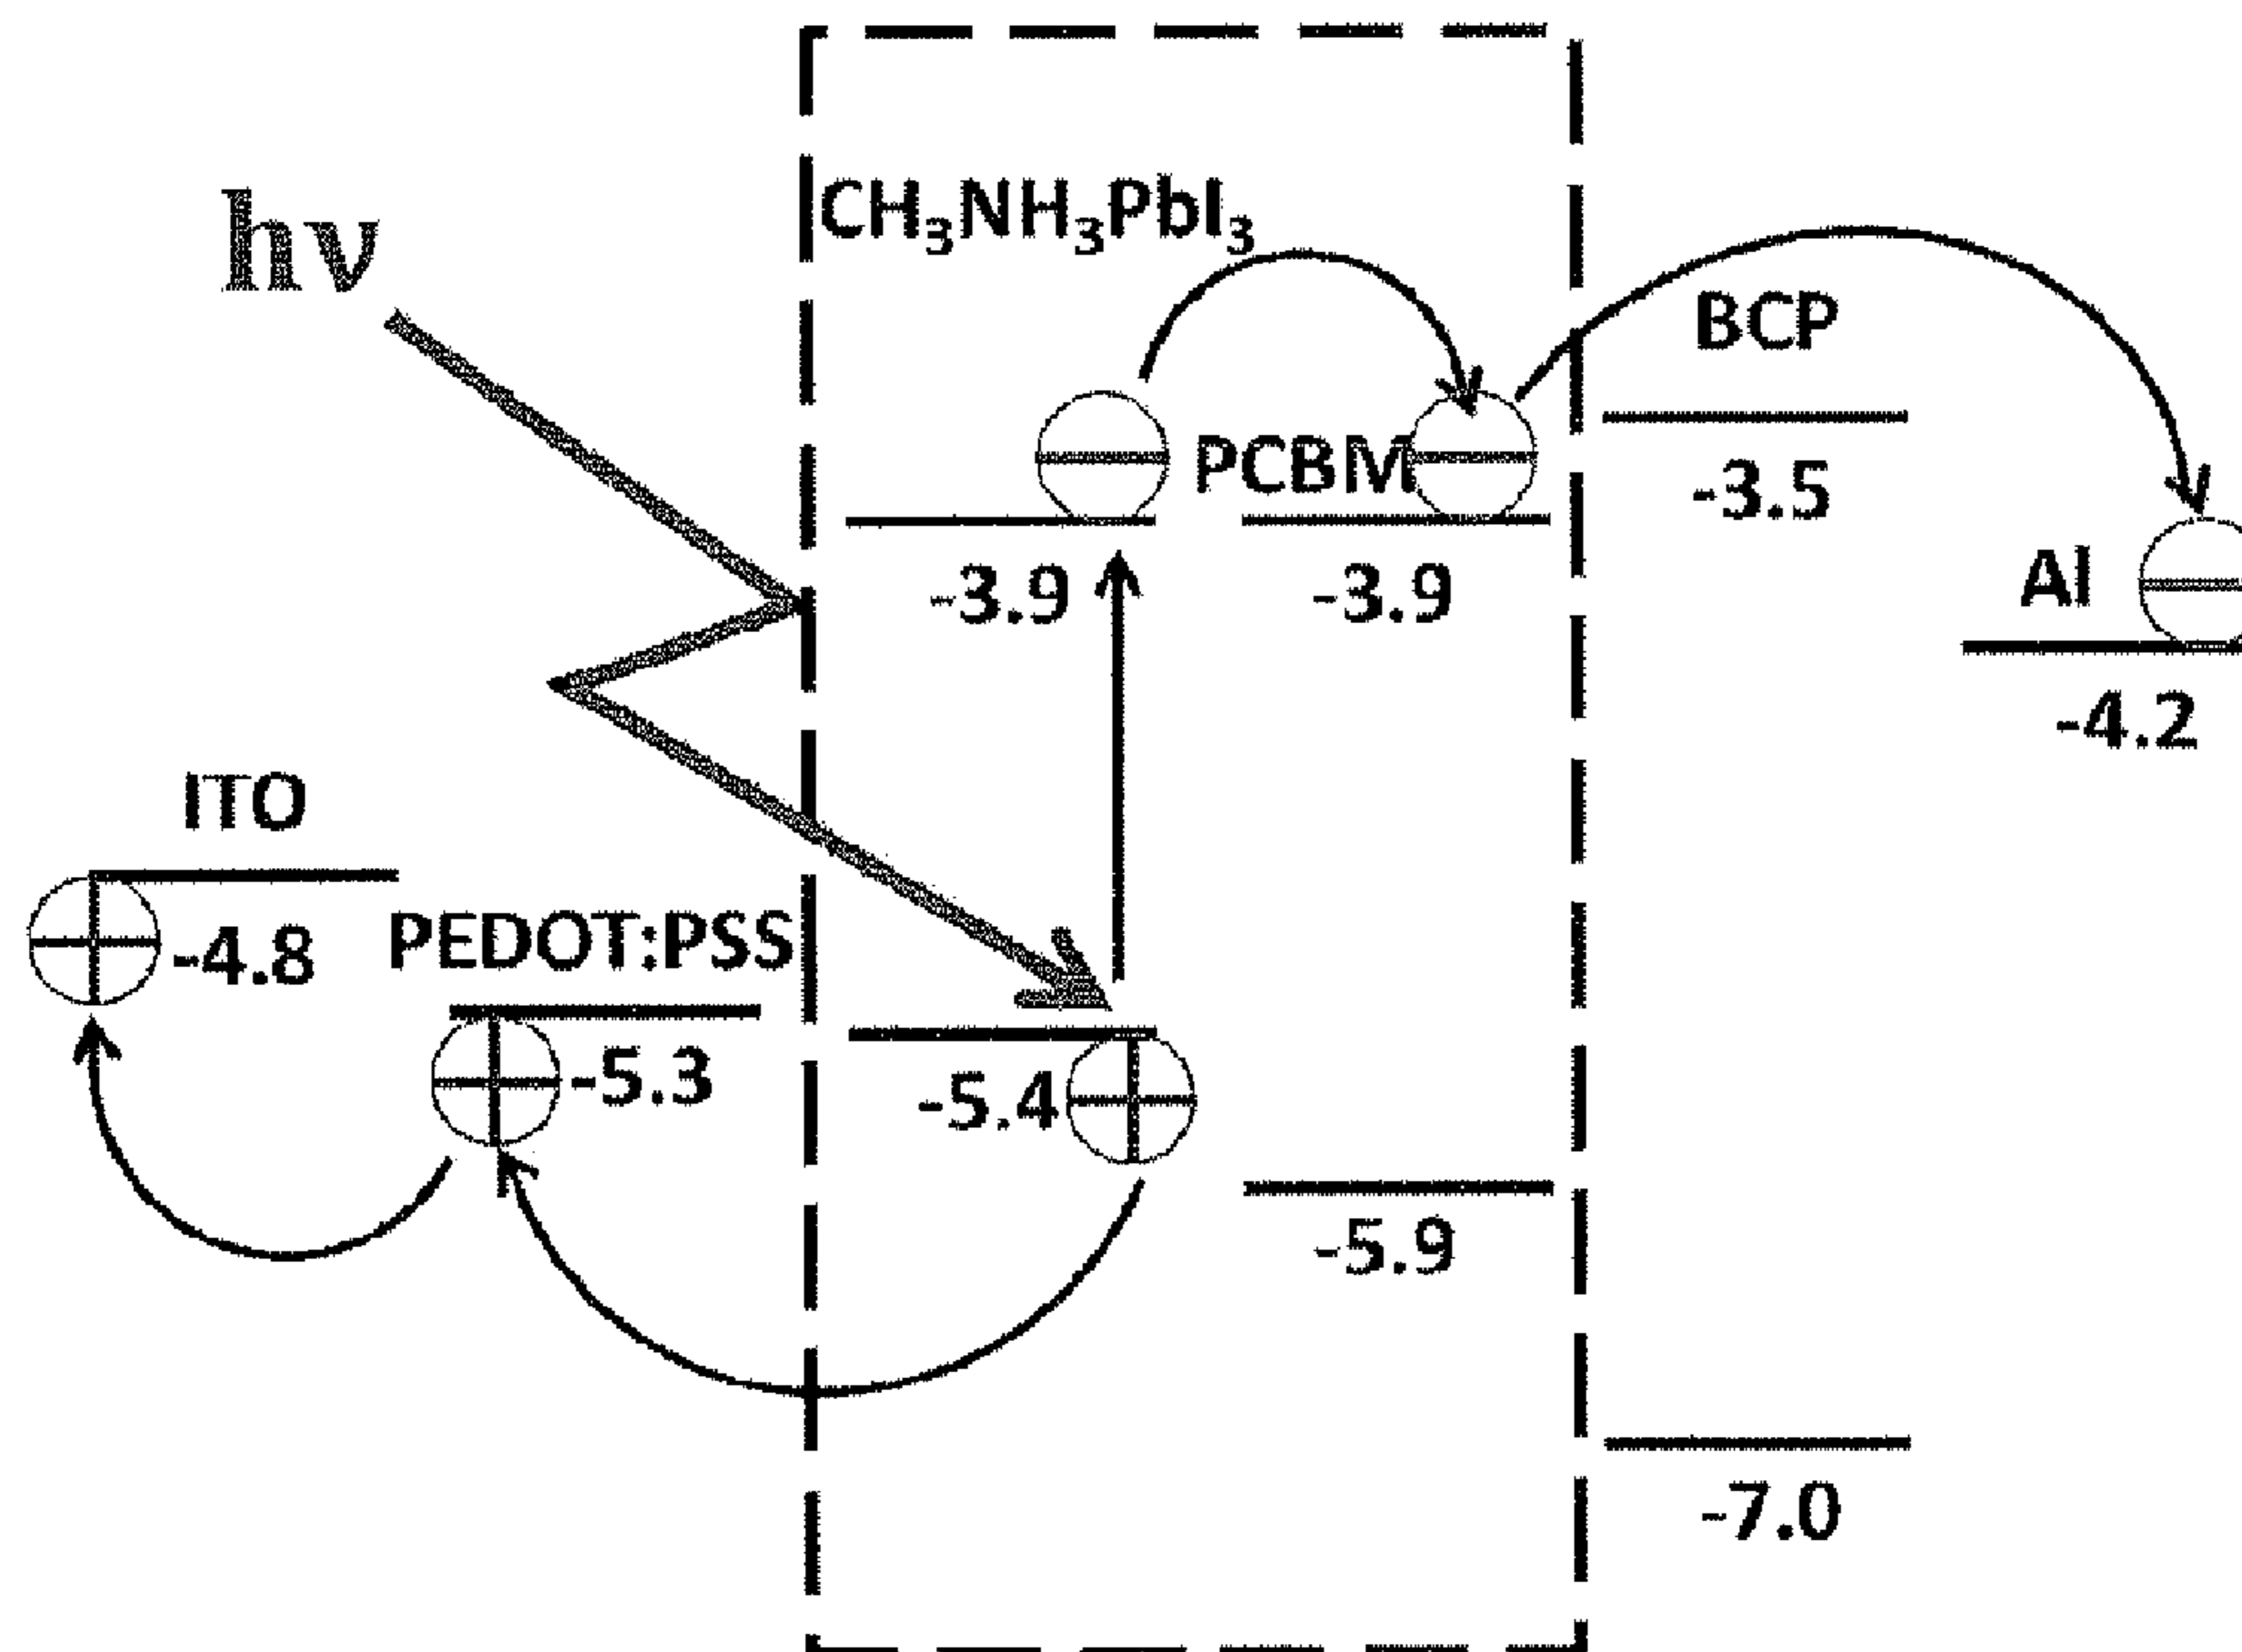 CH₃NH₃PbI₃
hν
BCP
PCBM
-3.5
-3.9
-3.9
Al
-4.2
ITO
-4.8
PEDOT:PSS
-5.3
-5.4
-5.9
-7.0